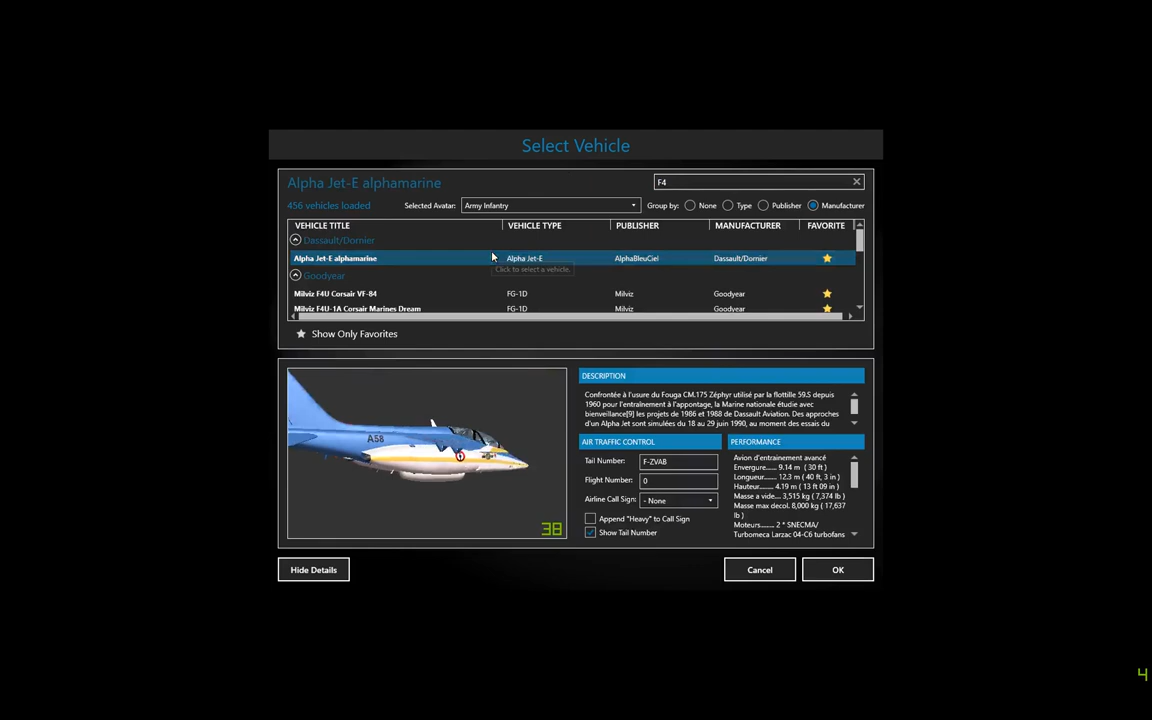 Select Vehicle
Alpha Jet-E alphamarine
F4
456 vehicles loaded
Selected Avatar: Army Infantry
Group by: None Type Publisher Manufacturer
VEHICLE TITLE VEHICLE TYPE PUBLISHER MANUFACTURER FAVORITE
Dassault/Dornier
Alpha Jet-E alphamarine Alpha Jet-E AlphaBleuCiel Dassault/Dornier
Click to select a vehicle.
Goodyear
Milviz F4U Corsair VF-84 FG-1D Milviz Goodyear
Milviz F4U-1A Corsair Marines Dream FG-1D Milviz Goodyear
Show Only Favorites
A58
38
DESCRIPTION
Confrontée à l'usure du Fouga CM.175 Zéphyr utilisé par la flottille 59.S depuis
1960 pour l'entraînement à l'appontage, la Marine nationale étudie avec
bienveillance[9] les projets de 1986 et 1988 de Dassault Aviation. Des approches
d'un Alpha Jet sont simulées du 18 au 29 juin 1990, au moment des essais du
AIR TRAFFIC CONTROL
Tail Number: F-ZVAB
Flight Number: 0
Airline Call Sign: - None
Append "Heavy" to Call Sign
Show Tail Number
PERFORMANCE
Avion d'entrainement avancé
Envergure...... 9.14 m ( 30 ft )
Longueur...... 12.3 m ( 40 ft, 3 in )
Hauteur........ 4.19 m ( 13 ft 09 in )
Masse a vide.... 3,515 kg ( 7,374 lb )
Masse max decol. 8,000 kg ( 17,637
lb )
Moteurs........ 2 * SNECMA/
Turbomeca Larzac 04-C6 turbofans
Hide Details
Cancel
OK
4